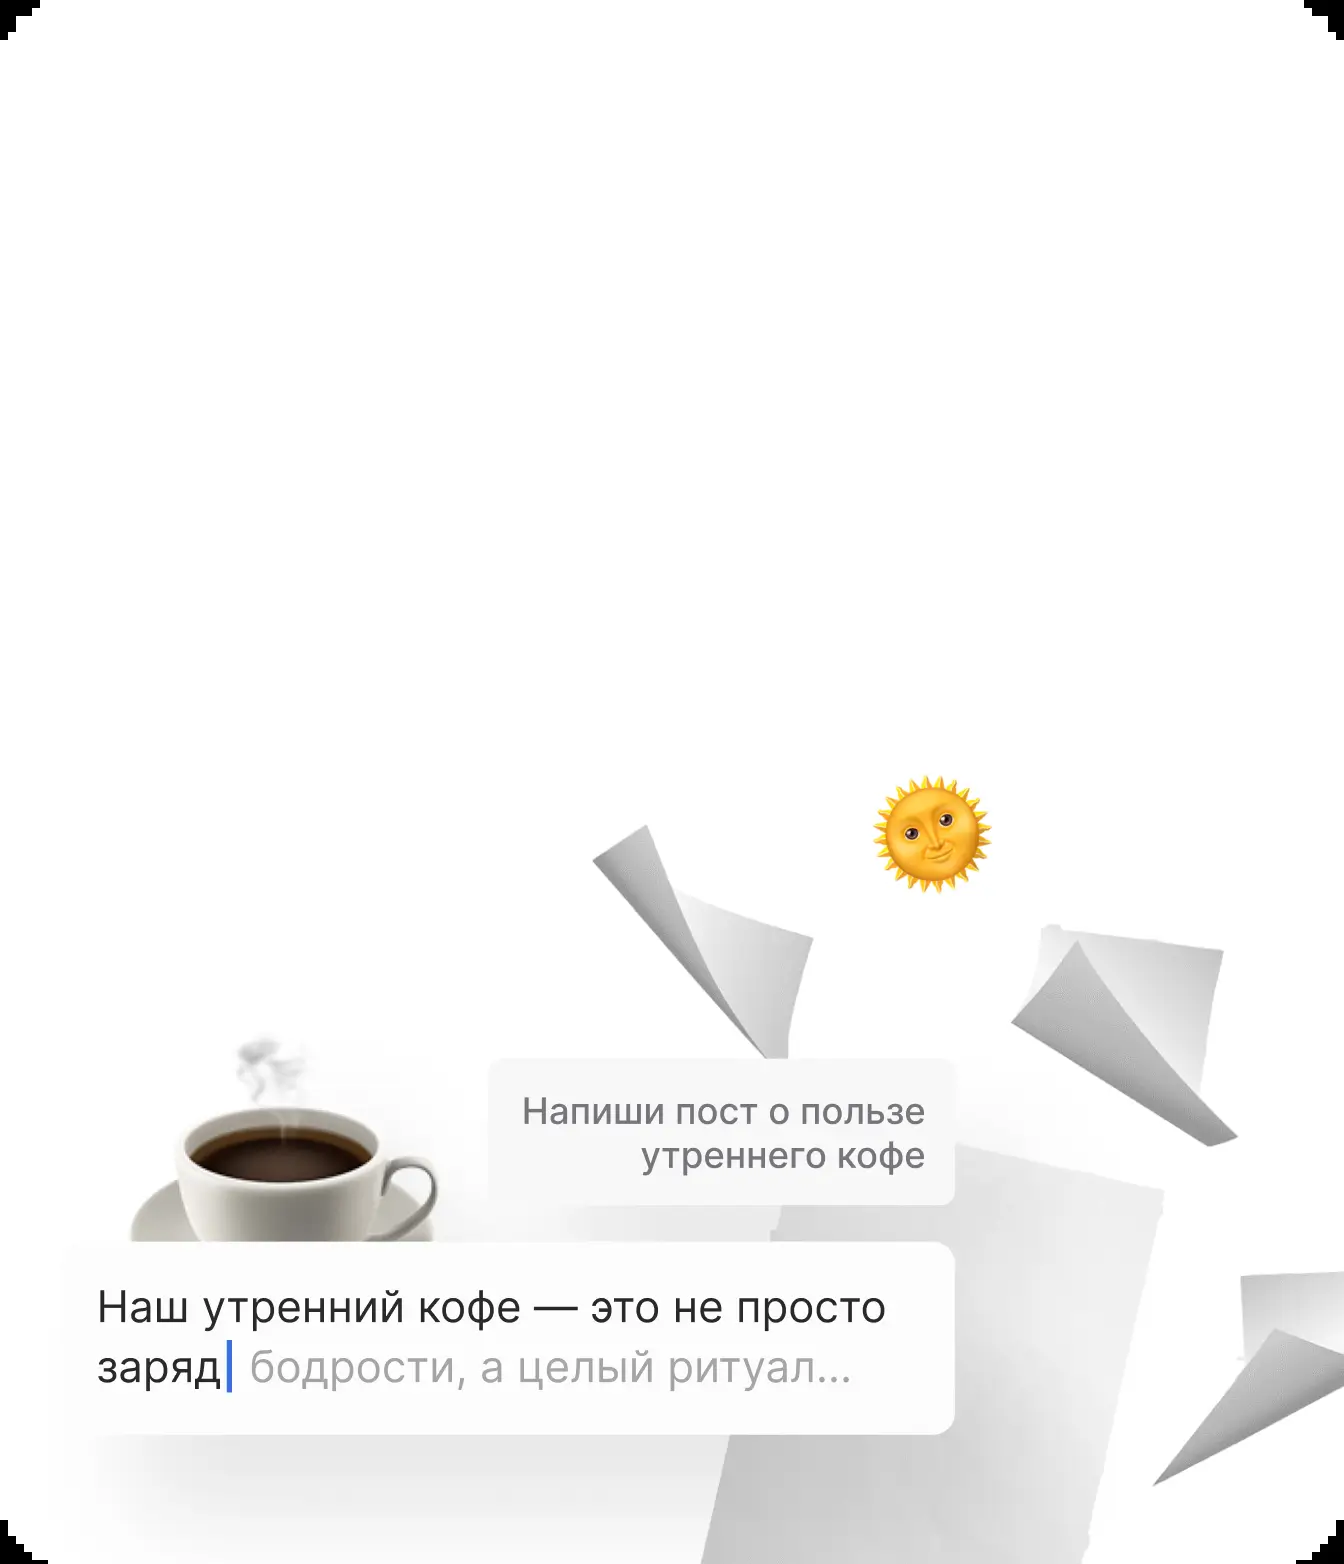 Напиши пост о пользе
утреннего кофе
Наш утренний кофе — это не просто
заряд бодрости, а целый ритуал...